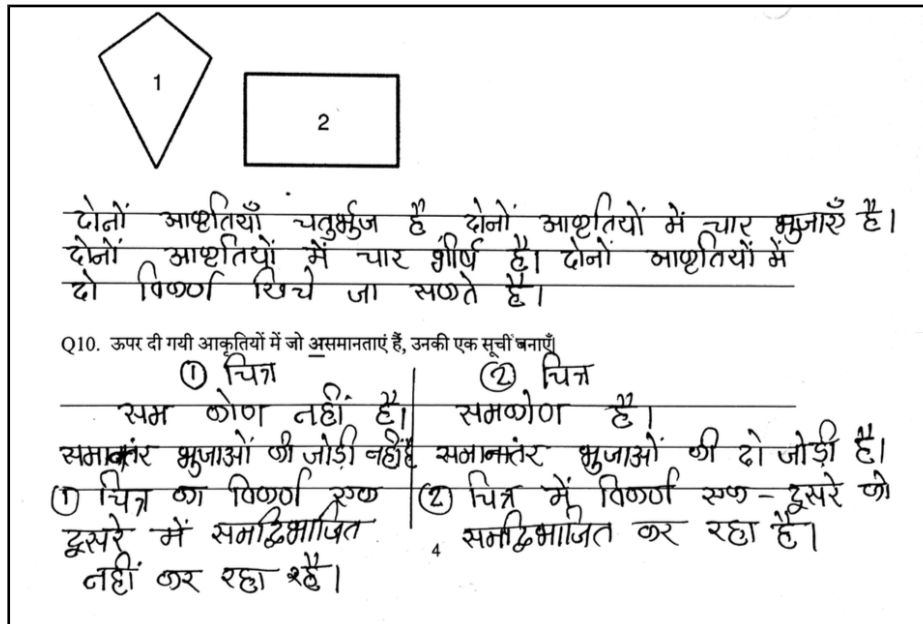 1
2
दोनों आकृतियाँ चतुर्भुज है दोनों आकृतियों में चार भुजाएँ है।
दोनों आकृतियों में चार शीर्ष है। दोनों आकृतियों में
दो विकर्ण खिचे जा सकते है।
Q10. ऊपर दी गयी आकृतियों में जो असमानताएं हैं, उनकी एक सूची बनाएँ।
① चित्र ② चित्र
सम कोण नहीं है। समकोण है।
समानतंर भुजाओं की जोड़ी नहीं है समानातंर भुजाओं की दो जोड़ी है।
① चित्र का विकर्ण एक ② चित्र में विकर्ण एक-दूसरे को
दूसरे में समद्विभाजित समद्विभाजित कर रहा है।
4
नहीं कर रहा है।